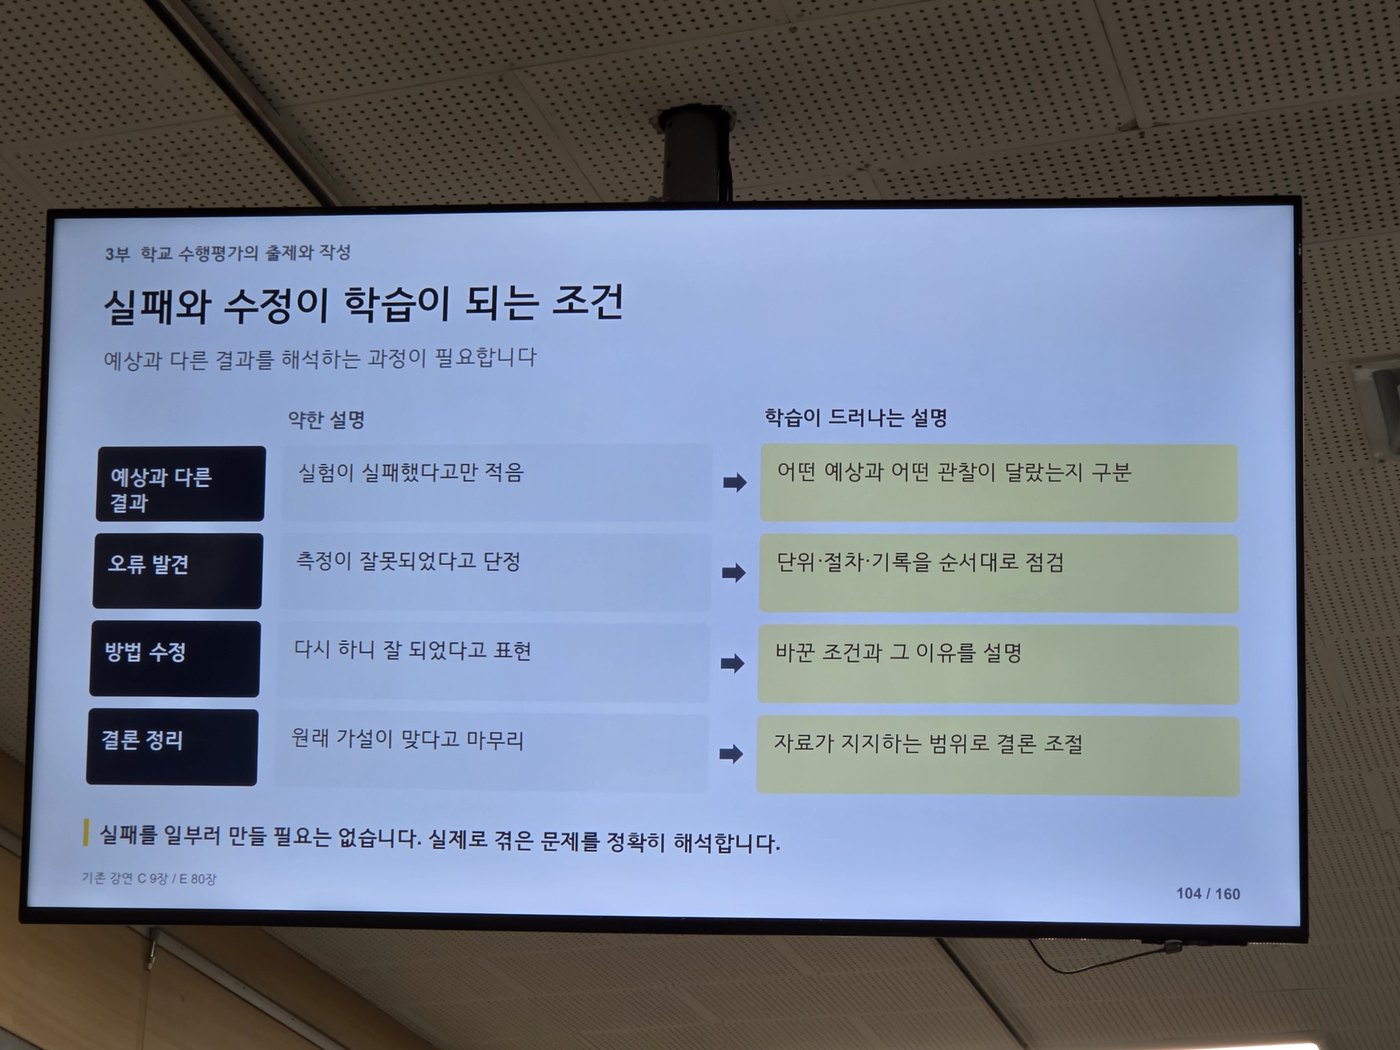 3부 학교 수행평가의 출제와 작성
실패와 수정이 학습이 되는 조건
예상과 다른 결과를 해석하는 과정이 필요합니다
약한 설명
학습이 드러나는 설명
예상과 다른
결과
실험이 실패했다고만 적음
어떤 예상과 어떤 관찰이 달랐는지 구분
오류 발견
측정이 잘못되었다고 단정
단위·절차·기록을 순서대로 점검
방법 수정
다시 하니 잘 되었다고 표현
바꾼 조건과 그 이유를 설명
결론 정리
원래 가설이 맞다고 마무리
자료가 지지하는 범위로 결론 조절
실패를 일부러 만들 필요는 없습니다. 실제로 겪은 문제를 정확히 해석합니다.
기존 강연 C 9장 / E 80장
104 / 160